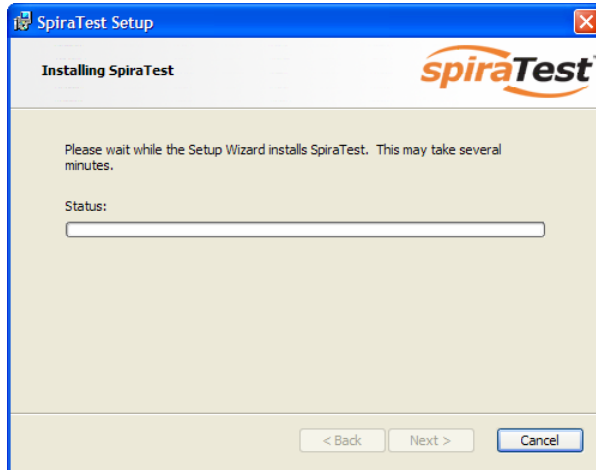 SpiraTest Setup
Installing SpiraTest
spiraTest
Please wait while the Setup Wizard installs SpiraTest. This may take several
minutes.
Status:
< Back Next > Cancel